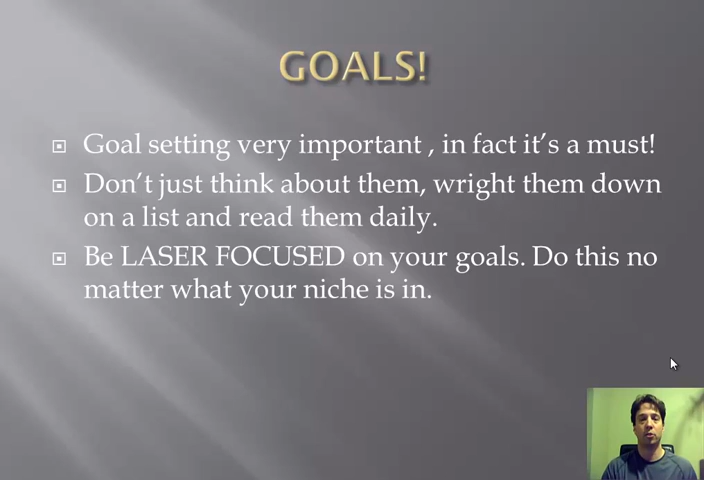 GOALS!
Goal setting very important , in fact it's a must!
Don't just think about them, wright them down
on a list and read them daily.
Be LASER FOCUSED on your goals. Do this no
matter what your niche is in.